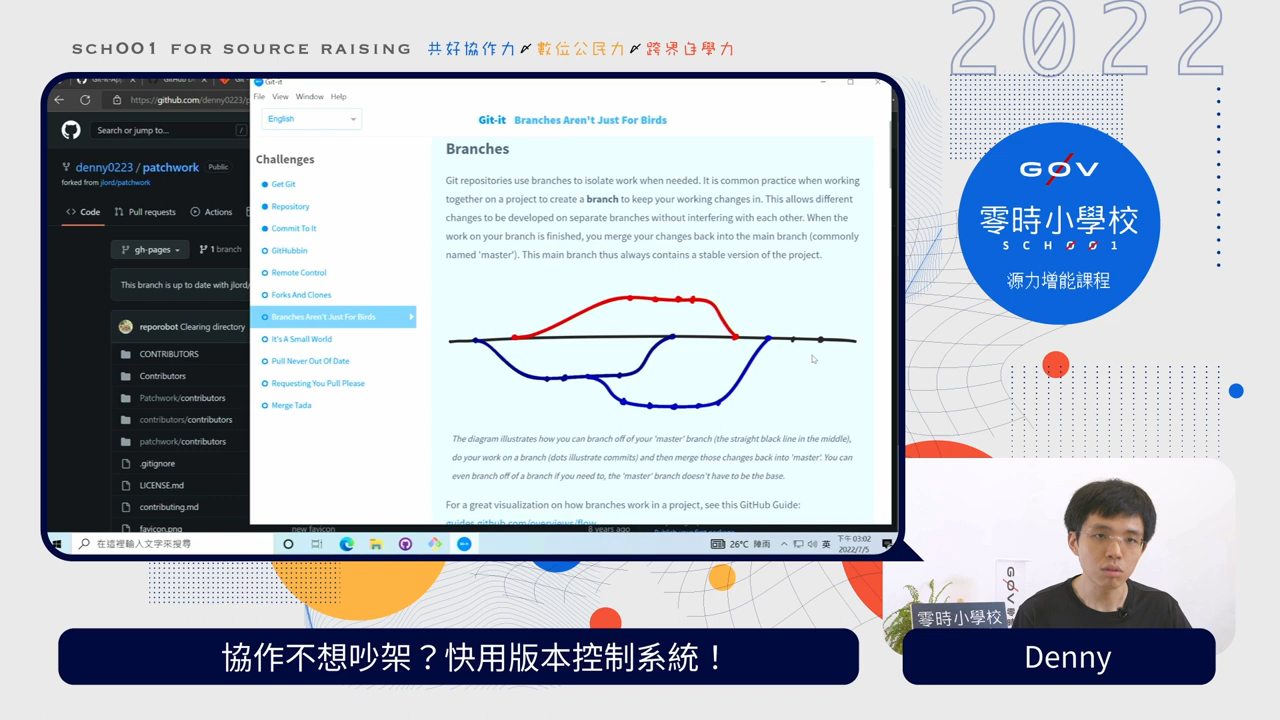 SCHOO1 FOR SOURCE RAISING 共好協作力 數位公民力 跨界自學力
2022
GØV
零時小學校
SCHOO1
源力增能課程
https://github.com/denny0223/p
Search or jump to...
/
denny0223 / patchwork Public
forked from jlord/patchwork
Code Pull requests Actions
gh-pages 1 branch
This branch is up to date with jlord/
reporobot Clearing directory
CONTRIBUTORS
Contributors
Patchwork/contributors
contributors/contributors
patchwork/contributors
.gitignore
LICENSE.md
contributing.md
favicon.png
new favicon
8 years ago
Git-it
File View Window Help
English
Git-it Branches Aren't Just For Birds
Challenges
Get Git
Repository
Commit To It
GitHubbin
Remote Control
Forks And Clones
Branches Aren't Just For Birds
It's A Small World
Pull Never Out Of Date
Requesting You Pull Please
Merge Tada
Branches
Git repositories use branches to isolate work when needed. It is common practice when working
together on a project to create a branch to keep your working changes in. This allows different
changes to be developed on separate branches without interfering with each other. When the
work on your branch is finished, you merge your changes back into the main branch (commonly
named 'master'). This main branch thus always contains a stable version of the project.
The diagram illustrates how you can branch off of your 'master' branch (the straight black line in the middle),
do your work on a branch (dots illustrate commits) and then merge those changes back into 'master'. You can
even branch off of a branch if you need to, the 'master' branch doesn't have to be the base.
For a great visualization on how branches work in a project, see this GitHub Guide:
guides.github.com/overviews/flow
在這裡輸入文字來搜尋
26°C 陣雨
英
下午 03:02
2022/7/5
零時小學校
GØV
協作不想吵架？快用版本控制系統！
Denny